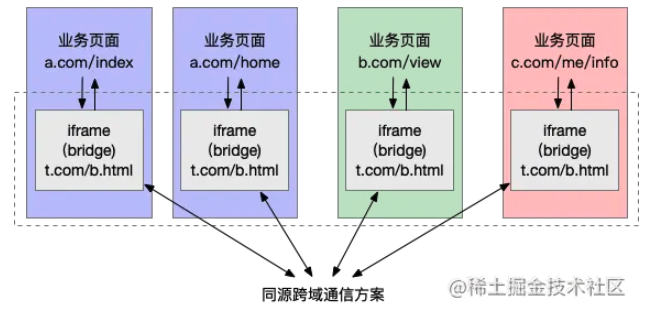 业务页面
a.com/index
业务页面
a.com/home
业务页面
b.com/view
业务页面
c.com/me/info
iframe
（bridge)
t.com/b.html
iframe
（bridge)
t.com/b.html
iframe
（bridge)
t.com/b.html
iframe
（bridge)
t.com/b.html
同源跨域通信方案
@稀土掘金技术社区